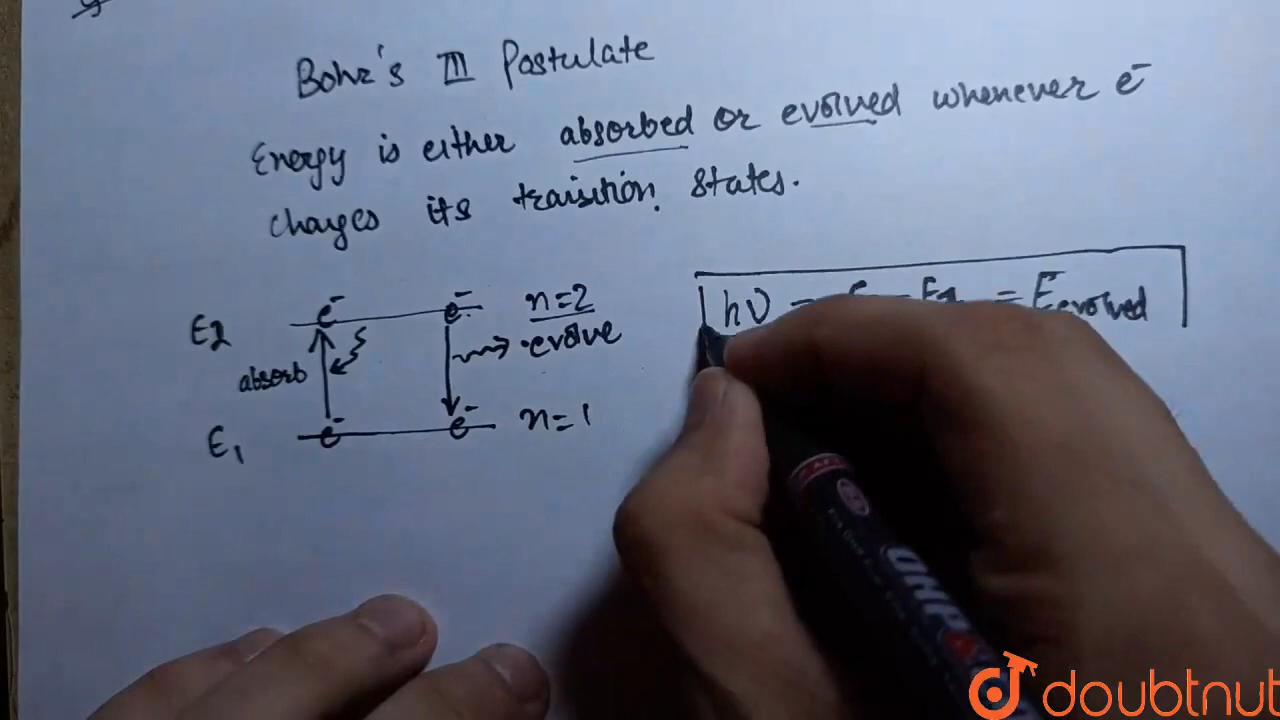 Bohr's III Postulate
Energy is either absorbed or evolved whenever e⁻
changes its traisition states.
E2 e⁻ e⁻ n=2
absorb evolve
E1 e⁻ e⁻ n=1
hν = = Eevolved
doubtnut